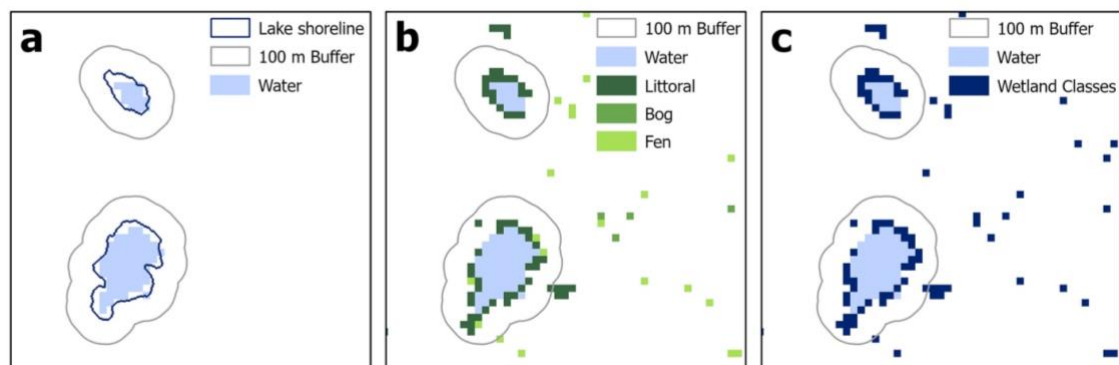 a
Lake shoreline
100 m Buffer
Water
b
100 m Buffer
Water
Littoral
Bog
Fen
c
100 m Buffer
Water
Wetland Classes